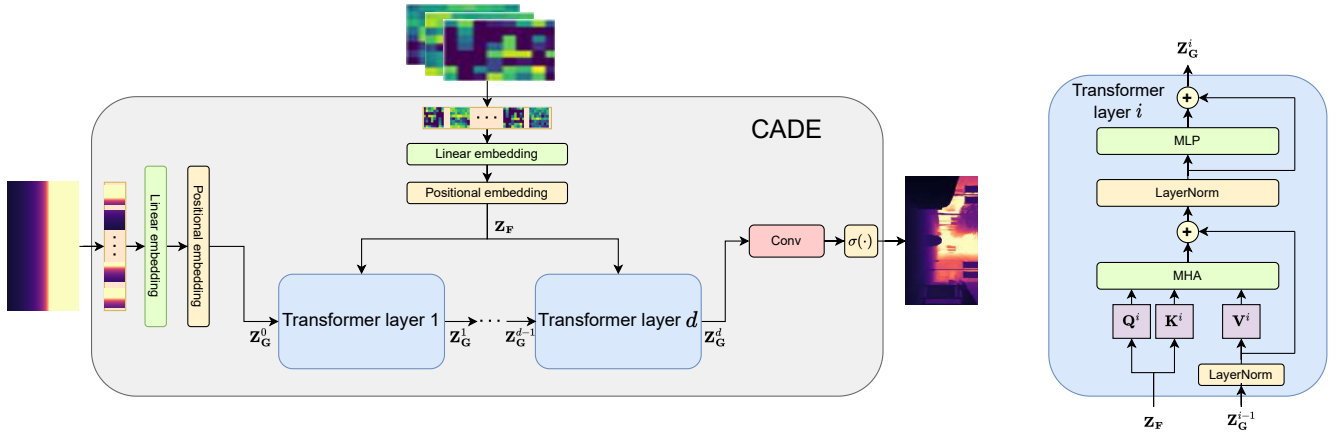 CADE
Linear embedding
Positional embedding
Z_F
Linear embedding
Positional embedding
Z_G^0
Transformer layer 1
Z_G^1
···
Z_G^{d-1}
Transformer layer d
Z_G^d
Conv
σ(·)
Z_G^i
Transformer
layer i
+
MLP
LayerNorm
+
MHA
Q^i
K^i
V^i
LayerNorm
Z_F
Z_G^{i-1}